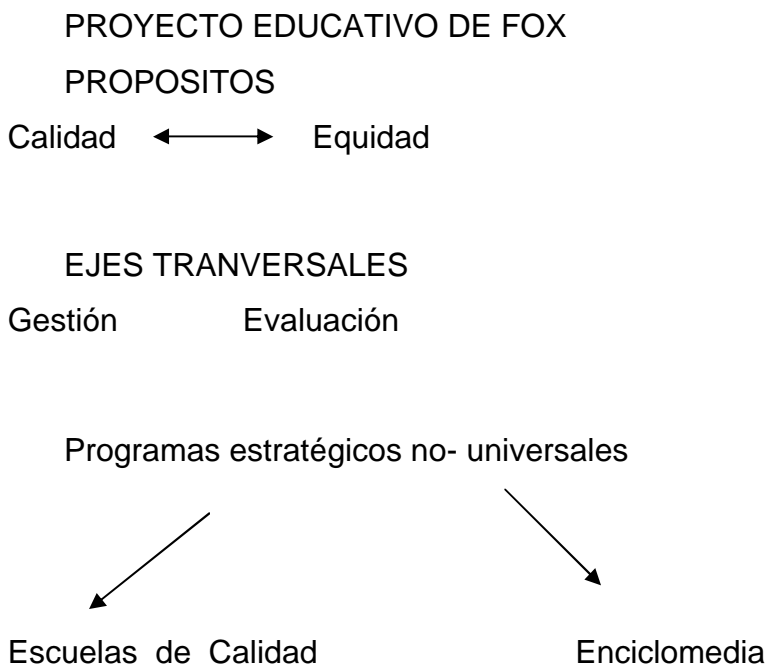 PROYECTO EDUCATIVO DE FOX
PROPOSITOS
Calidad Equidad
EJES TRANVERSALES
Gestión Evaluación
Programas estratégicos no- universales
Escuelas de Calidad Enciclomedia